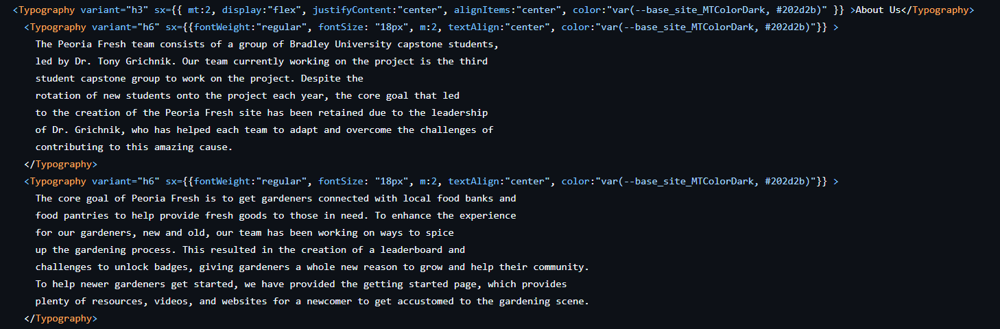 <Typography variant="h3" sx={{ mt:2, display:"flex", justifyContent:"center", alignItems:"center", color:"var(--base_site_MTColorDark, #202d2b)" }} >About Us</Typography>
<Typography variant="h6" sx={{fontWeight:"regular", fontSize: "18px", m:2, textAlign:"center", color:"var(--base_site_MTColorDark, #202d2b)"}} >
The Peoria Fresh team consists of a group of Bradley University capstone students,
led by Dr. Tony Grichnik. Our team currently working on the project is the third
student capstone group to work on the project. Despite the
rotation of new students onto the project each year, the core goal that led
to the creation of the Peoria Fresh site has been retained due to the leadership
of Dr. Grichnik, who has helped each team to adapt and overcome the challenges of
contributing to this amazing cause.
</Typography>
<Typography variant="h6" sx={{fontWeight:"regular", fontSize: "18px", m:2, textAlign:"center", color:"var(--base_site_MTColorDark, #202d2b)"}} >
The core goal of Peoria Fresh is to get gardeners connected with local food banks and
food pantries to help provide fresh goods to those in need. To enhance the experience
for our gardeners, new and old, our team has been working on ways to spice
up the gardening process. This resulted in the creation of a leaderboard and
challenges to unlock badges, giving gardeners a whole new reason to grow and help their community.
To help newer gardeners get started, we have provided the getting started page, which provides
plenty of resources, videos, and websites for a newcomer to get accustomed to the gardening scene.
</Typography>